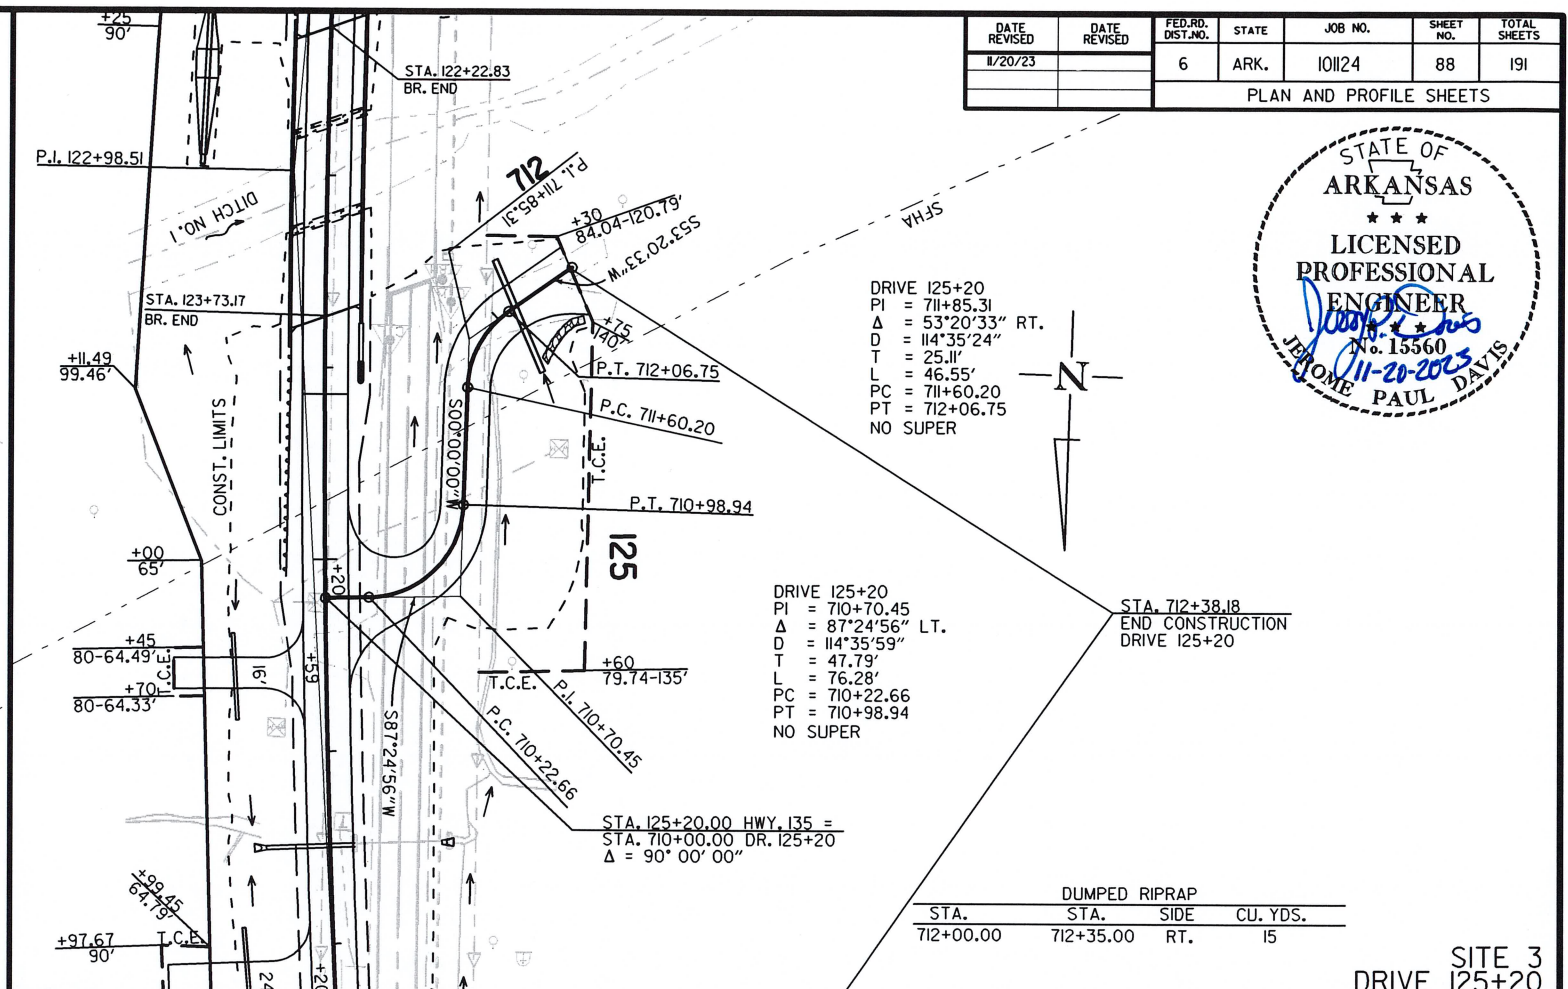 DATE REVISED
DATE REVISED
FED.RD. DIST.NO.
STATE
JOB NO.
SHEET NO.
TOTAL SHEETS
11/20/23
6
ARK.
101124
88
191
PLAN AND PROFILE SHEETS
+25
90'
STA. 122+22.83
BR. END
P.I. 122+98.51
DITCH NO. 1
STA. 123+73.17
BR. END
+11.49
99.46'
CONST. LIMITS
+00
65'
+45
80-64.49'
T.C.E.
+70
80-64.33'
16'
+59
+20
+99.45
64.79'
+97.67
90'
T.C.E.
24
+20
712
P.I. 711+85.31
+30
84.04-120.79'
S53°20'33"W
SFHA
+75
140'
P.T. 712+06.75
P.C. 711+60.20
S00°00'00"W
T.C.E.
P.T. 710+98.94
125
+60
79.74-135'
T.C.E.
P.I. 710+70.45
P.C. 710+22.66
S87°24'56"W
STA. 125+20.00 HWY. 135 =
STA. 710+00.00 DR. 125+20
Δ = 90° 00' 00"
DRIVE 125+20
PI = 711+85.31
Δ = 53°20'33" RT.
D = 114°35'24"
T = 25.11'
L = 46.55'
PC = 711+60.20
PT = 712+06.75
NO SUPER
N
DRIVE 125+20
PI = 710+70.45
Δ = 87°24'56" LT.
D = 114°35'59"
T = 47.79'
L = 76.28'
PC = 710+22.66
PT = 710+98.94
NO SUPER
STA. 712+38.18
END CONSTRUCTION
DRIVE 125+20
STATE OF
ARKANSAS
★ ★ ★
LICENSED
PROFESSIONAL
ENGINEER
★ ★ ★
No. 15560
11-20-2023
JEROME PAUL DAVIS
DUMPED RIPRAP
STA. STA. SIDE CU. YDS.
712+00.00 712+35.00 RT. 15
SITE 3
DRIVE 125+20